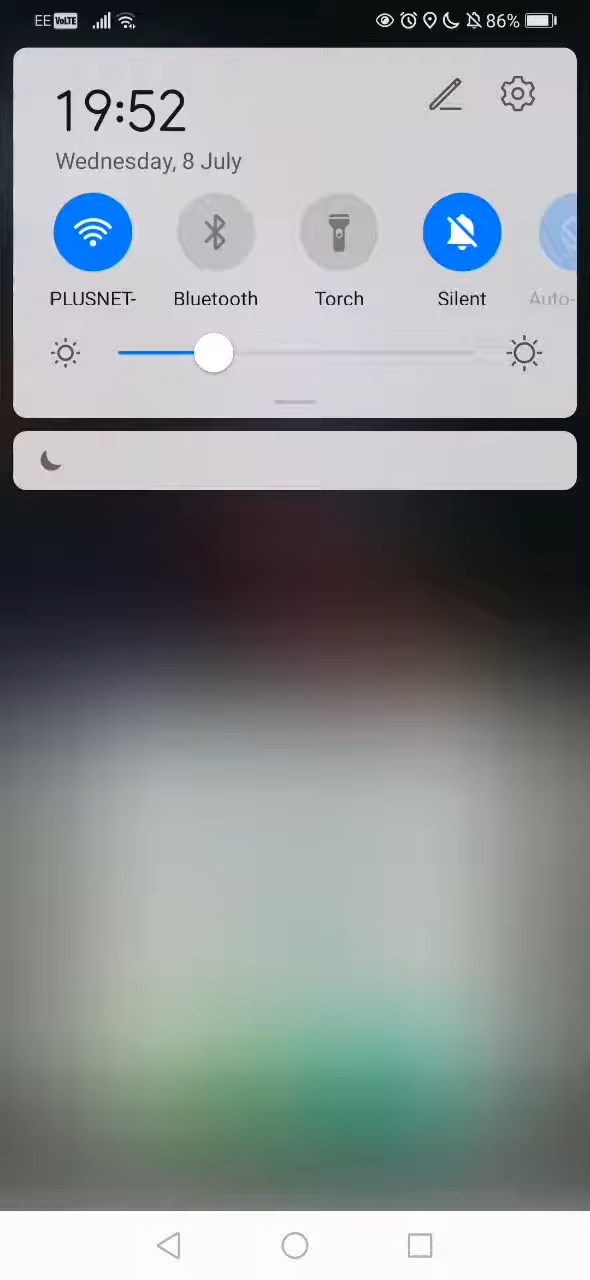 EE VoLTE 86%
19:52
Wednesday, 8 July
PLUSNET- Bluetooth Torch Silent Auto-